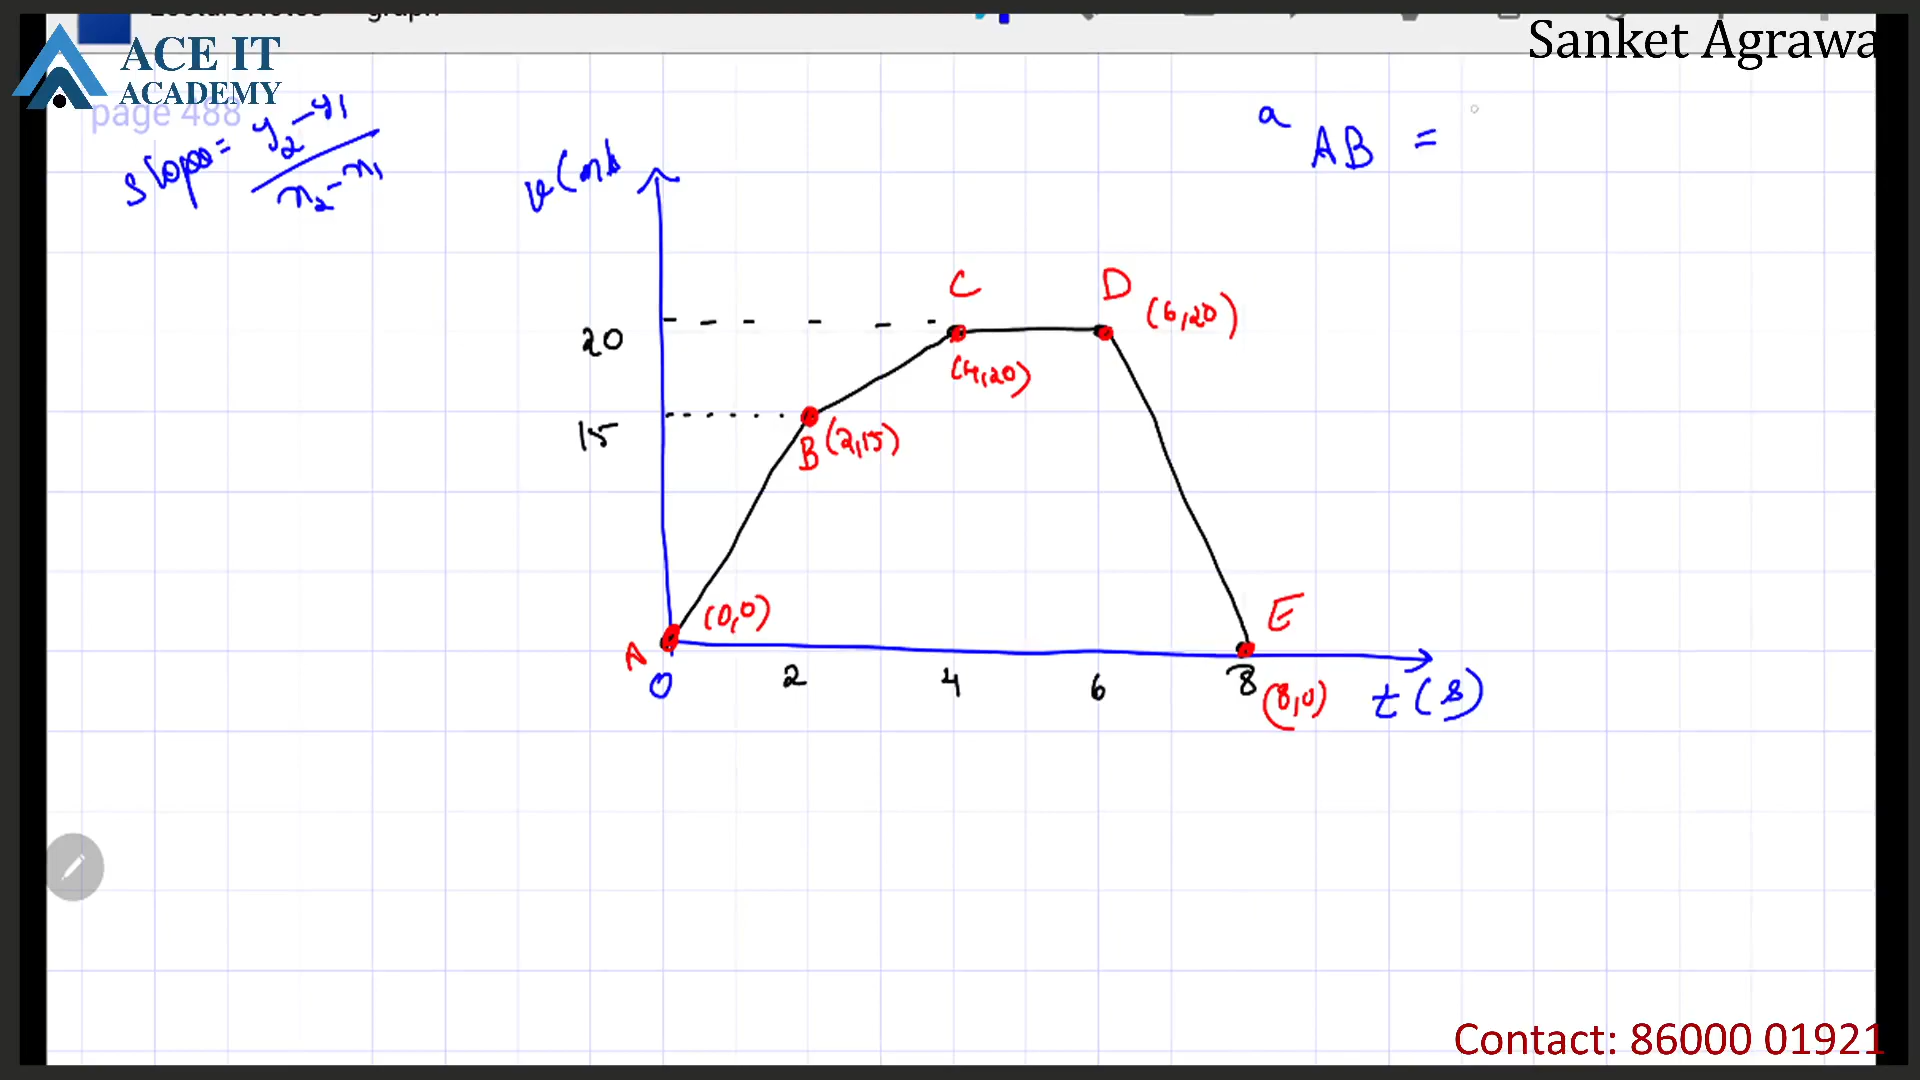 Sanket Agrawa
ACE IT
ACADEMY
page 488
slope = y2-y1
x2-x1
a AB =
v(m/s
C
D
(6,20)
20
(4,20)
15
B (2,15)
(0,0)
E
A
0 2 4 6 8
(8,0)
t(s)
Contact: 86000 01921